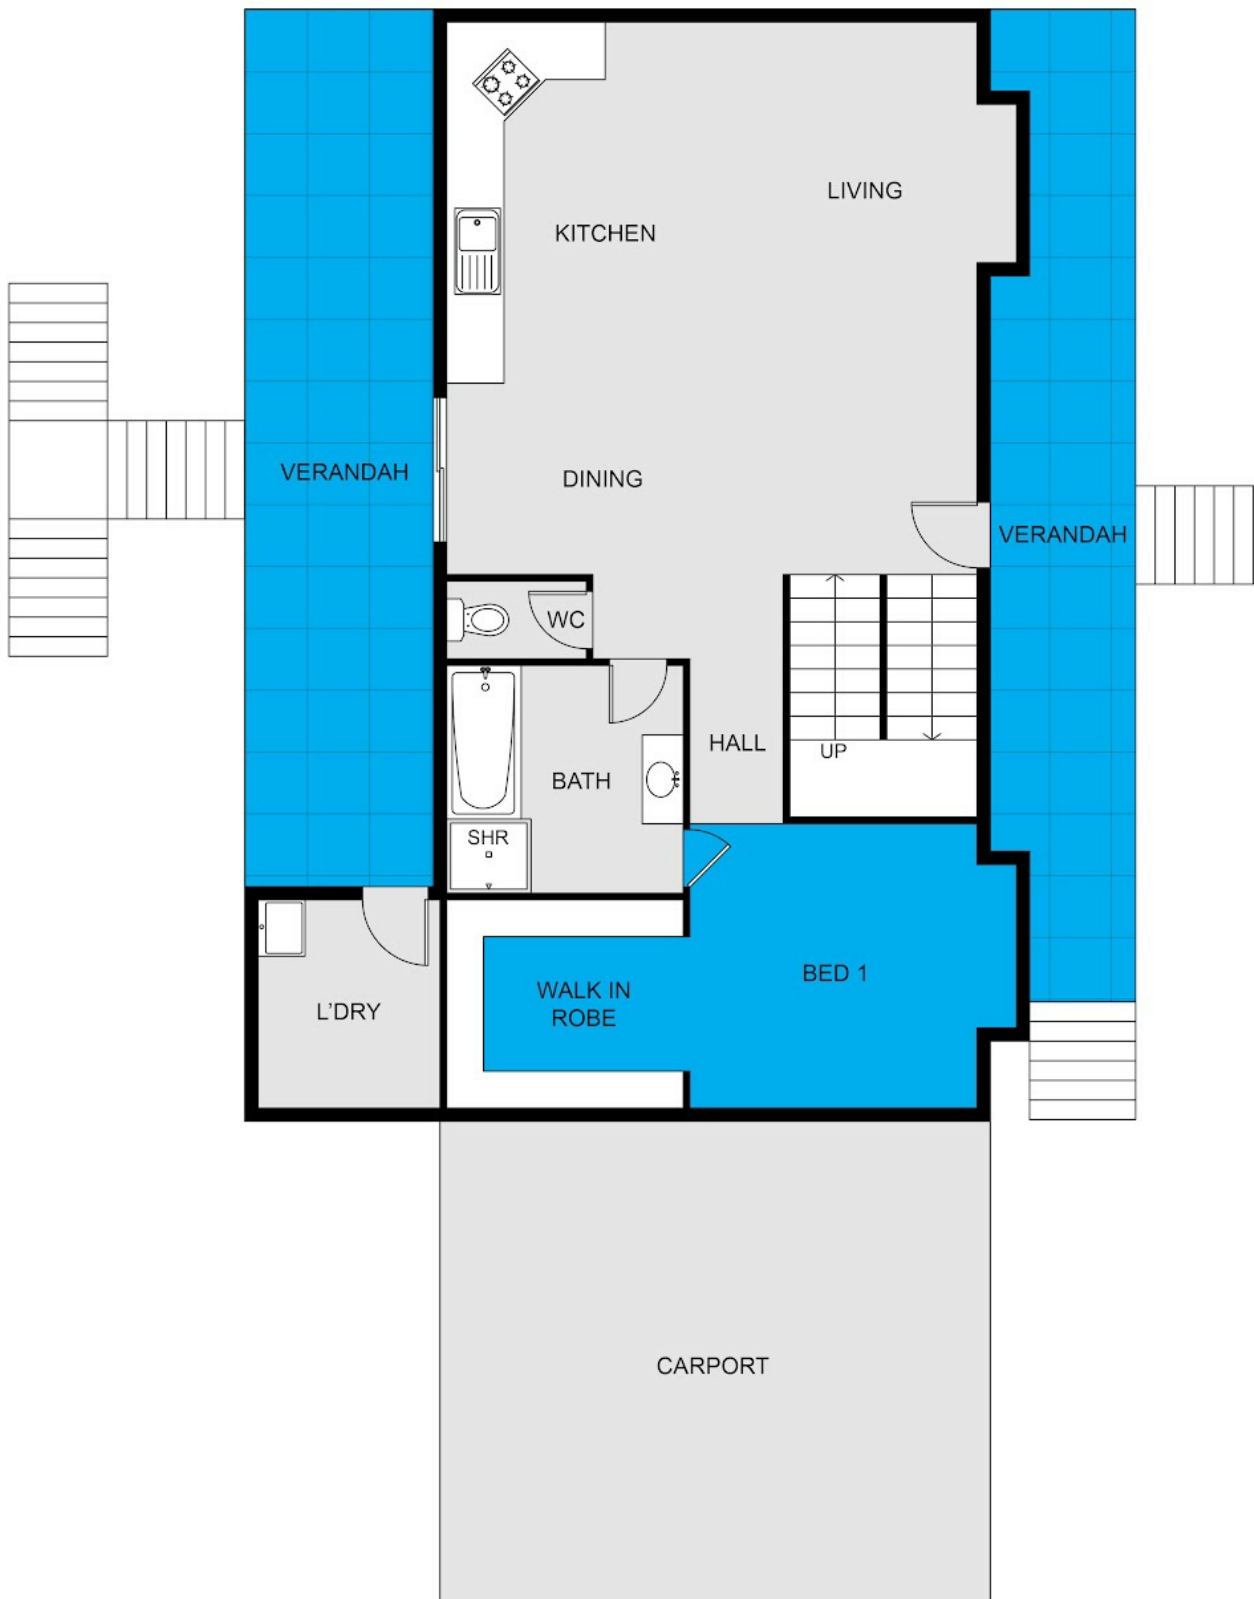 LIVING
KITCHEN
VERANDAH
DINING
VERANDAH
WC
HALL
UP
BATH
SHR
BED 1
WALK IN
ROBE
L'DRY
CARPORT